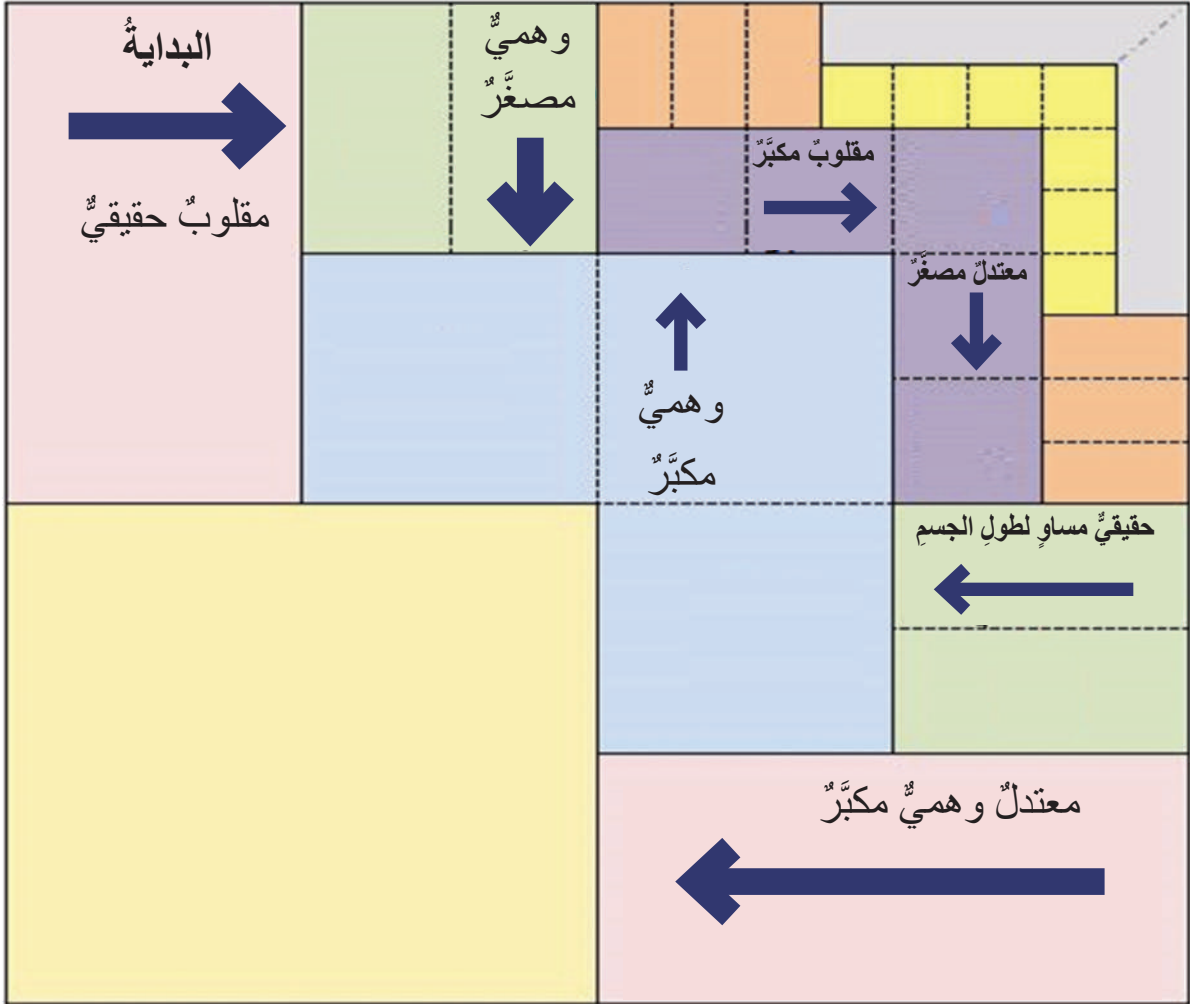 البدايةُ
مقلوبٌ حقيقيٌّ
وهميٌّ
مصغَّرٌ
مقلوبٌ مكبَّرٌ
معتدلٌ مصغَّرٌ
وهميٌّ
مكبَّرٌ
حقيقيٌّ مساوٍ لطولِ الجسمِ
معتدلٌ وهميٌّ مكبَّرٌ